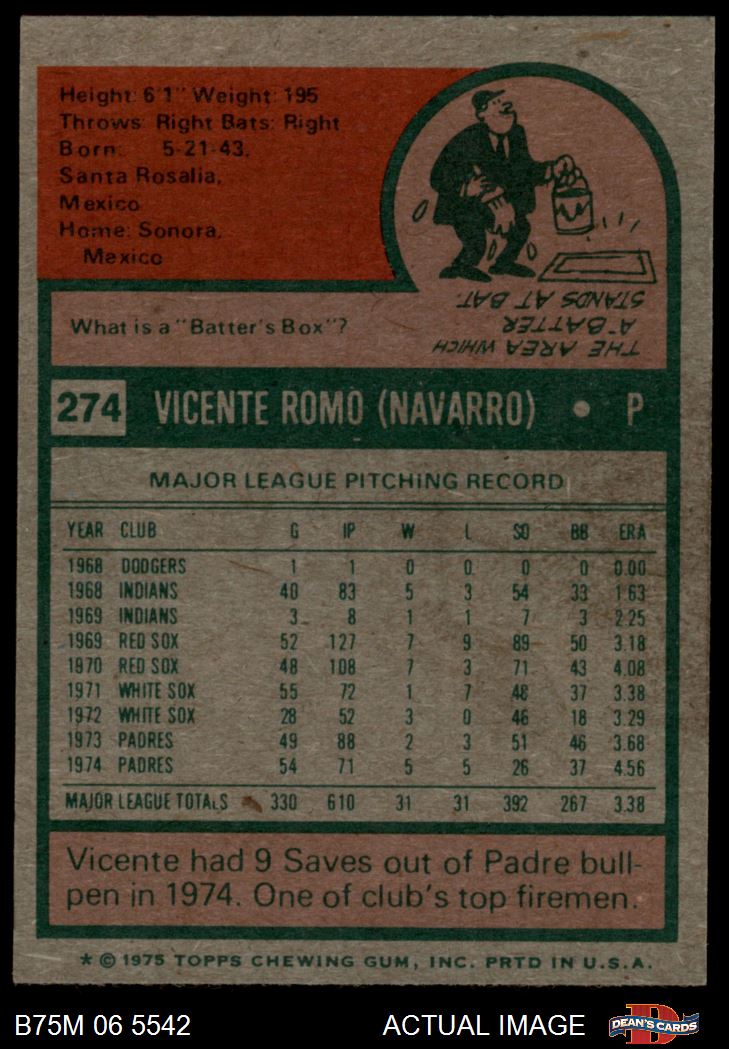 Height: 6'1" Weight: 195
Throws: Right Bats: Right
Born: 5-21-43,
Santa Rosalia,
Mexico
Home: Sonora,
Mexico
What is a "Batter's Box"?
THE AREA WHICH
A BATTER
STANDS AT BAT.
274 VICENTE ROMO (NAVARRO) • P
MAJOR LEAGUE PITCHING RECORD
YEAR CLUB G IP W L SO BB ERA
1968 DODGERS 1 1 0 0 0 0 0.00
1968 INDIANS 40 83 5 3 54 33 1.63
1969 INDIANS 3 8 1 1 7 3 2.25
1969 RED SOX 52 127 7 9 89 50 3.18
1970 RED SOX 48 108 7 3 71 43 4.08
1971 WHITE SOX 55 72 1 7 48 37 3.38
1972 WHITE SOX 28 52 3 0 46 18 3.29
1973 PADRES 49 88 2 3 51 46 3.68
1974 PADRES 54 71 5 5 26 37 4.56
MAJOR LEAGUE TOTALS 330 610 31 31 392 267 3.38
Vicente had 9 Saves out of Padre bull-
pen in 1974. One of club's top firemen.
* © 1975 TOPPS CHEWING GUM, INC. PRTD IN U.S.A.
B75M 06 5542 ACTUAL IMAGE DEAN'S CARDS